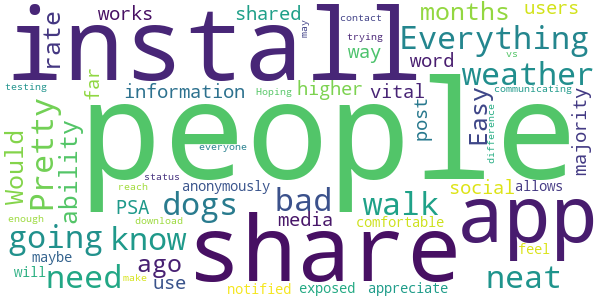 works shared months users
install may contact trying
rate way Everything
far word weather
information higher vital
testing Hoping vs communicating
people
Would Pretty ability post Easy difference majority
everyone
status
anonymously social allows
reach PSA dogs bad walk
enough media comfortable feel
download
going know share app
maybe ago need neat
will use make notified exposed appreciate